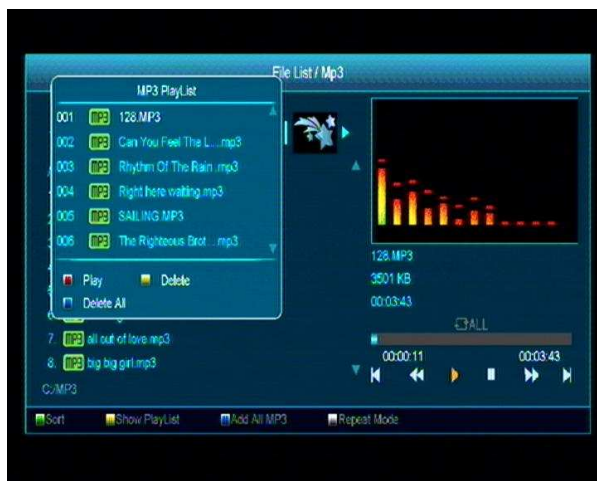 File List / Mp3
MP3 PlayList
001 MP3 128.MP3
002 MP3 Can You Feel The L....mp3
003 MP3 Rhythm Of The Rain .mp3
004 MP3 Right here waiting.mp3
005 MP3 SAILING.MP3
006 MP3 The Righteous Brot....mp3
Play Delete
Delete All
7. MP3 all out of love.mp3
8. MP3 big big girl.mp3
C:/MP3
128.MP3
3501 KB
00:03:43
ALL
00:00:11 00:03:43
Sort Show PlayList Add All MP3 Repeat Mode